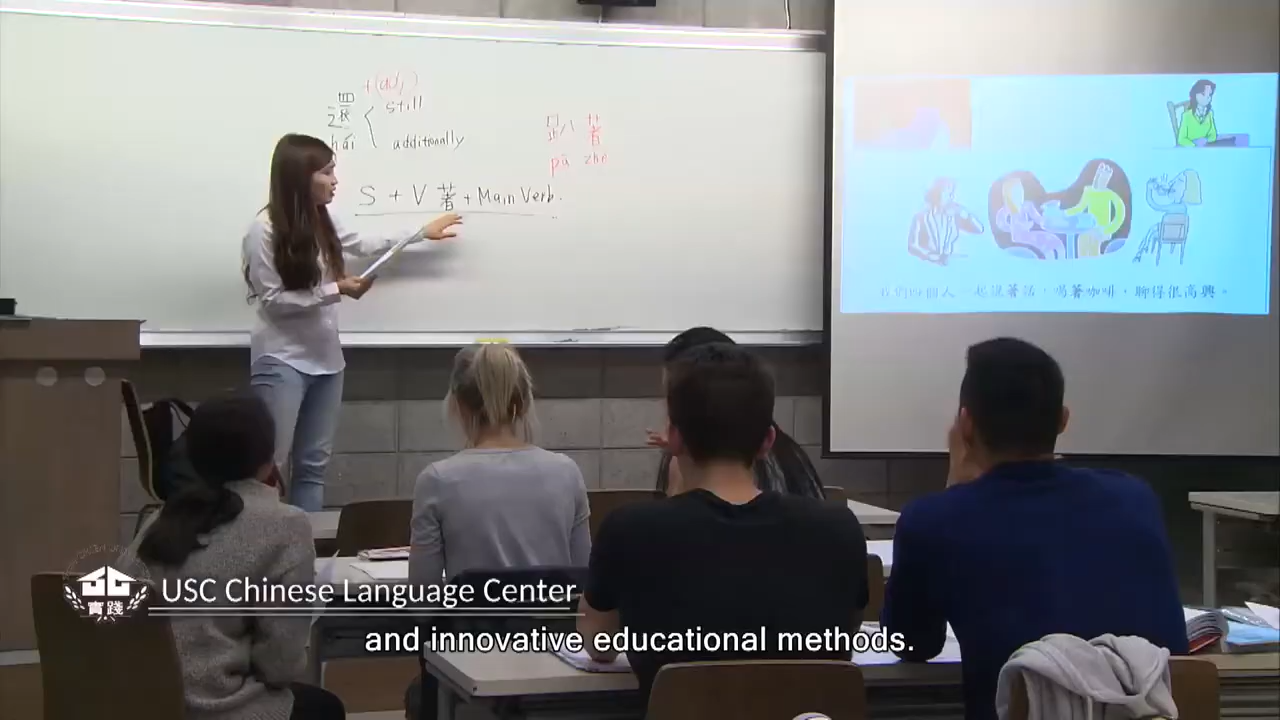 +(adj)
還
still
hái
additionally
趴 著
pā zhe
S + V 著 + Main Verb.
我們四個人一起說著話，喝著咖啡，聊得很高興。
實踐
USC Chinese Language Center
and innovative educational methods.